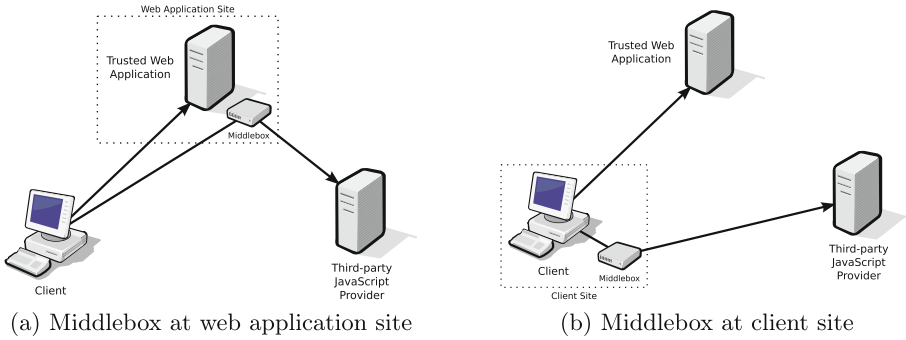 Web Application Site
Trusted Web
Application
Middlebox
Client
Third-party
JavaScript
Provider
(a) Middlebox at web application site
Trusted Web
Application
Client
Middlebox
Client Site
Third-party
JavaScript
Provider
(b) Middlebox at client site